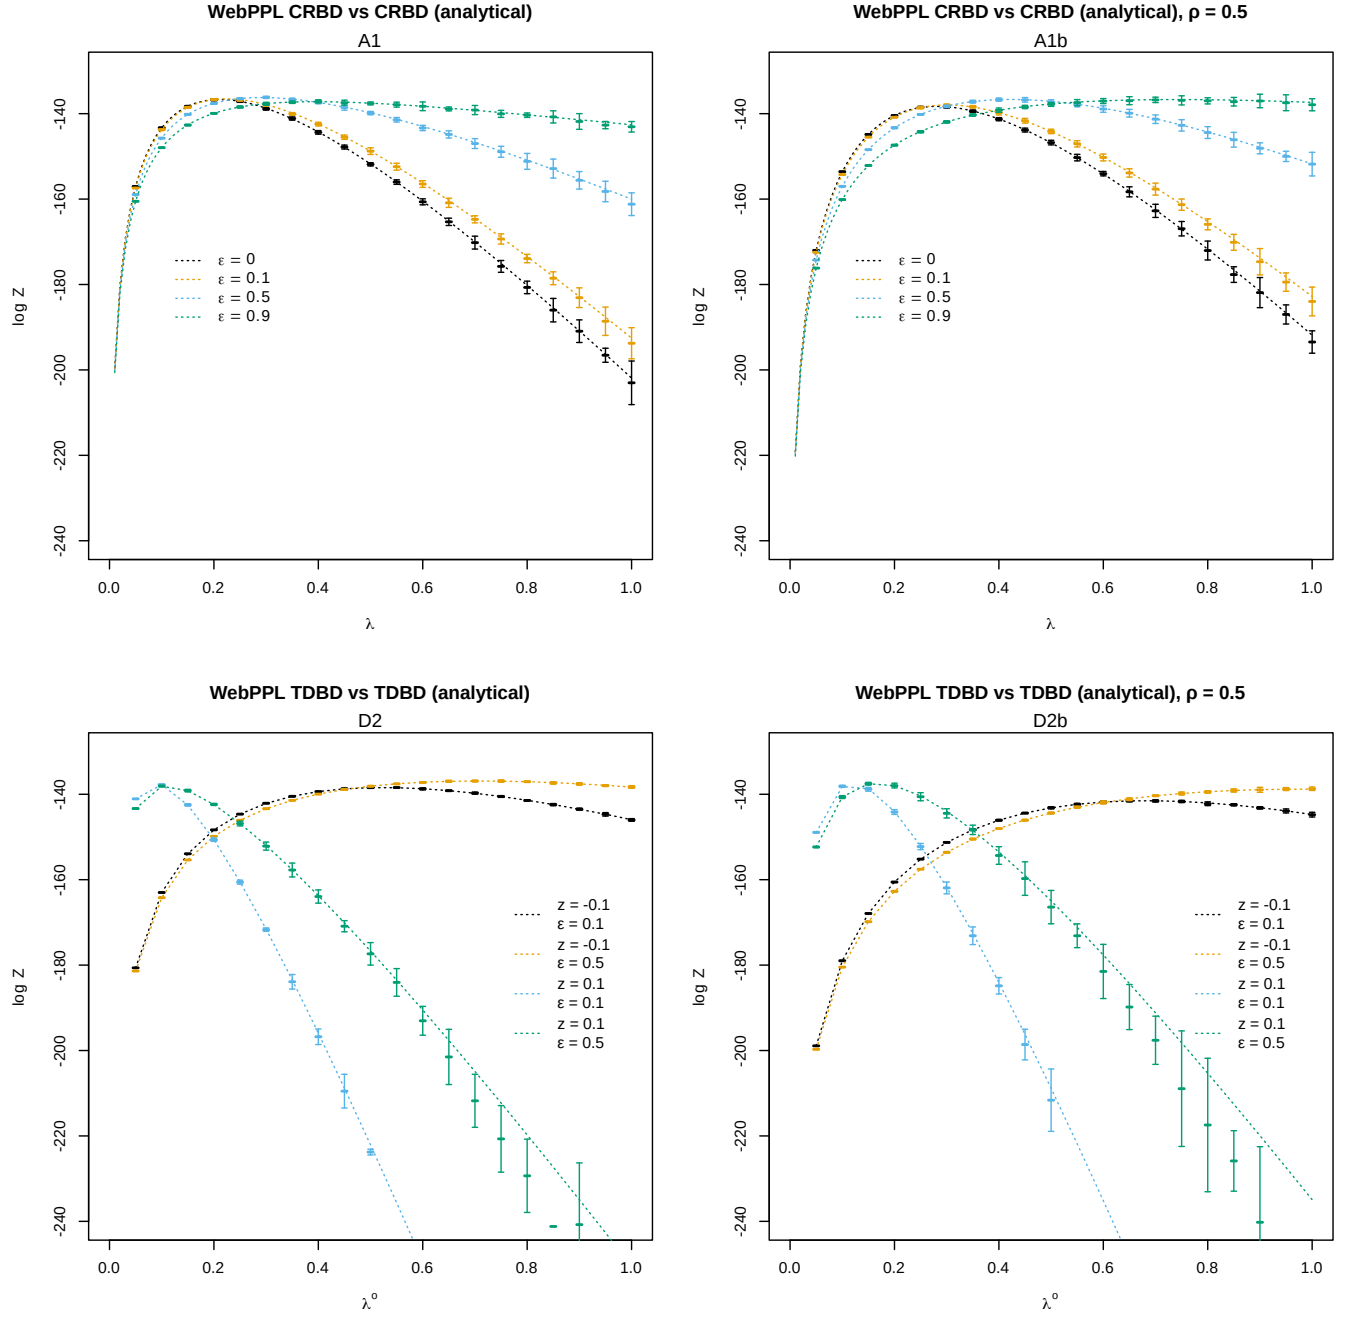 WebPPL CRBD vs CRBD (analytical)
A1
-140
-160
-180
-200
-220
-240
log Z
ε = 0
ε = 0.1
ε = 0.5
ε = 0.9
0.0 0.2 0.4 0.6 0.8 1.0
λ
WebPPL CRBD vs CRBD (analytical), ρ = 0.5
A1b
-140
-160
-180
-200
-220
-240
log Z
ε = 0
ε = 0.1
ε = 0.5
ε = 0.9
0.0 0.2 0.4 0.6 0.8 1.0
λ
WebPPL TDBD vs TDBD (analytical)
D2
-140
-160
-180
-200
-220
-240
log Z
z = -0.1
ε = 0.1
z = -0.1
ε = 0.5
z = 0.1
ε = 0.1
z = 0.1
ε = 0.5
0.0 0.2 0.4 0.6 0.8 1.0
λ°
WebPPL TDBD vs TDBD (analytical), ρ = 0.5
D2b
-140
-160
-180
-200
-220
-240
log Z
z = -0.1
ε = 0.1
z = -0.1
ε = 0.5
z = 0.1
ε = 0.1
z = 0.1
ε = 0.5
0.0 0.2 0.4 0.6 0.8 1.0
λ°